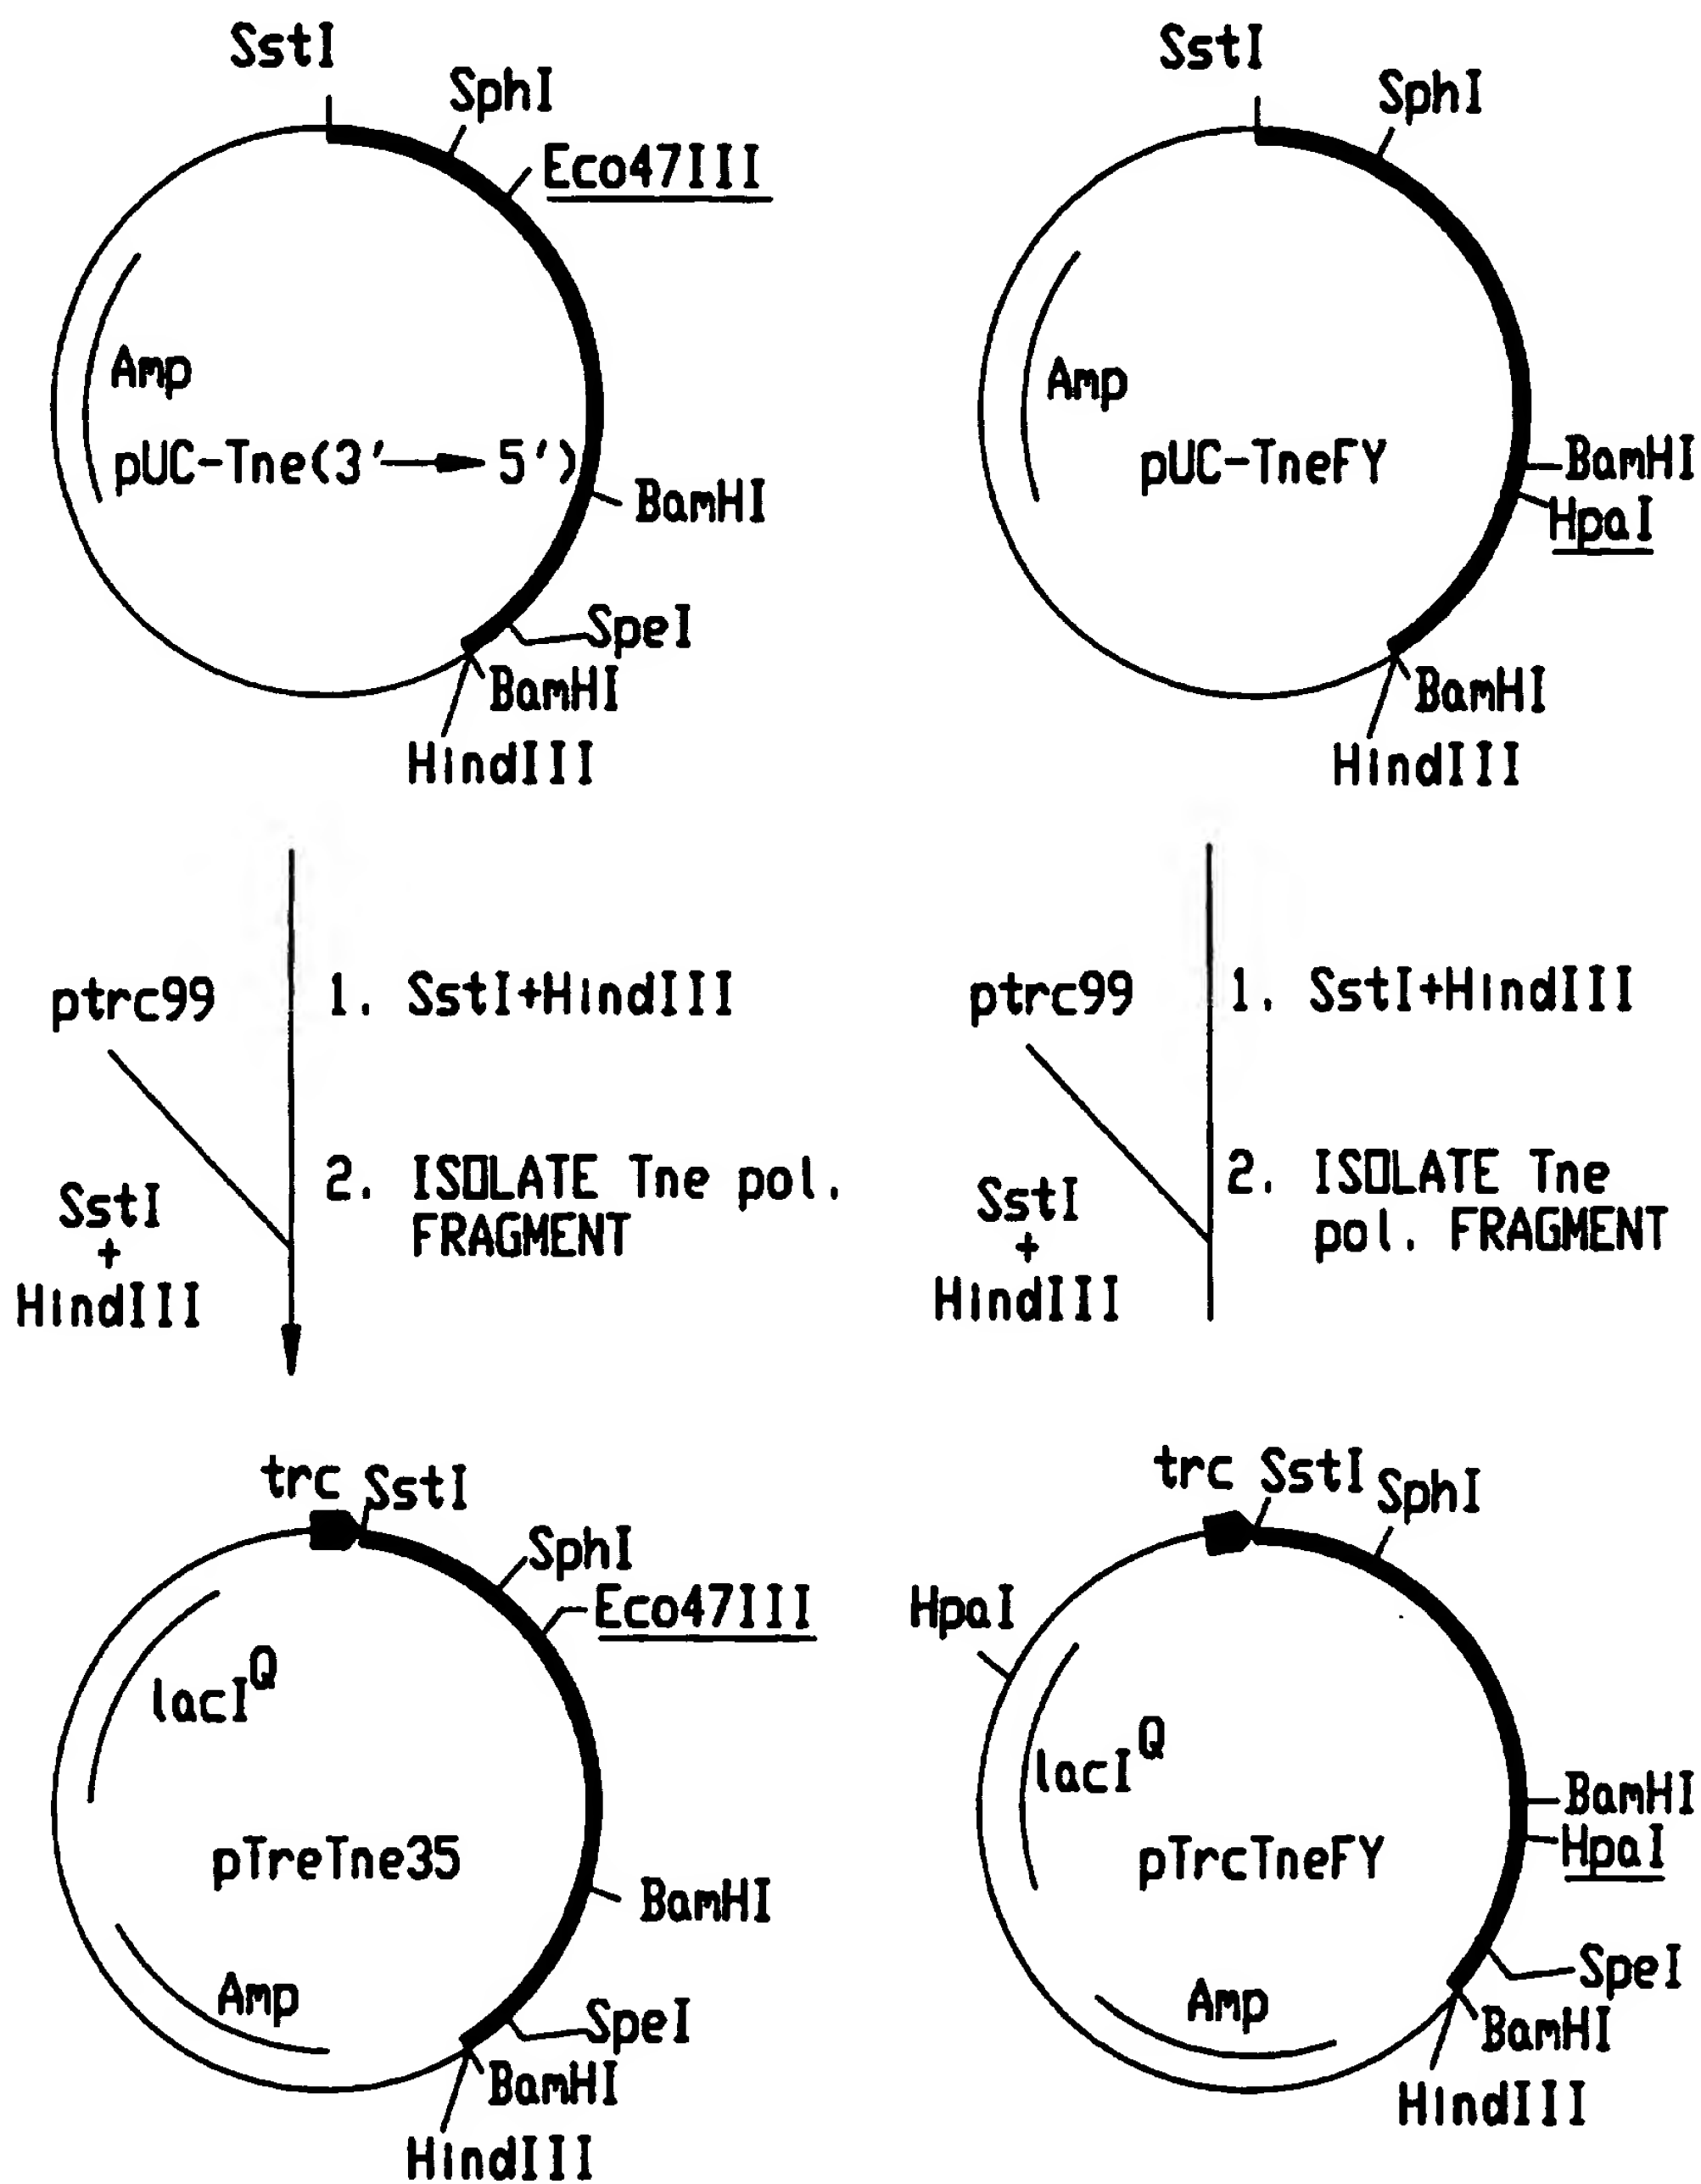 SstI
SphI
Eco47III
Amp
pUC-Tne(3' → 5')
BamHI
SpeI
BamHI
HindIII
SstI
SphI
Amp
pUC-TneFY
BamHI
HpaI
BamHI
HindIII
ptrc99
1. SstI+HindIII
SstI
+
HindIII
2. ISOLATE Tne pol.
FRAGMENT
ptrc99
1. SstI+HindIII
SstI
+
HindIII
2. ISOLATE Tne
pol. FRAGMENT
trc SstI
SphI
Eco47III
lacI^Q
pTreTne35
BamHI
Amp
SpeI
BamHI
HindIII
trc SstI
SphI
HpaI
lacI^Q
pTrcTneFY
BamHI
HpaI
SpeI
Amp
BamHI
HindIII